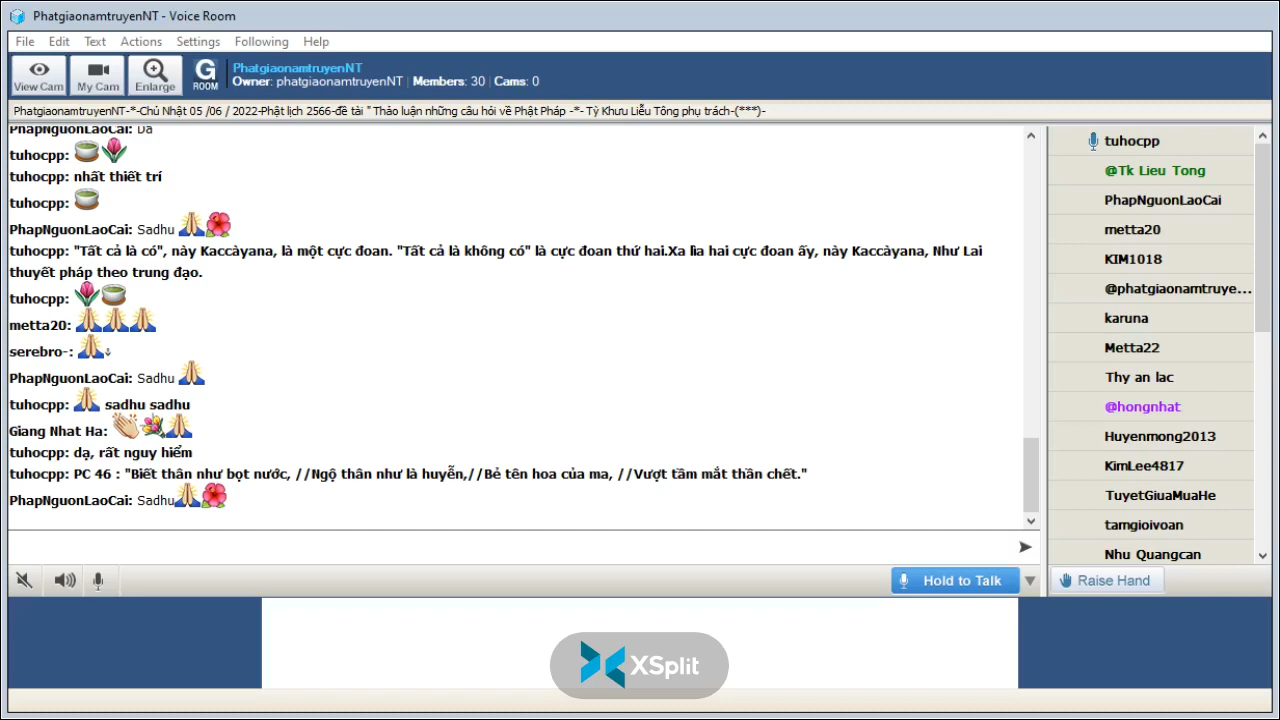 PhatgiaonamtruyenNT - Voice Room
File Edit Text Actions Settings Following Help
View Cam My Cam Enlarge G ROOM
PhatgiaonamtruyenNT
Owner: phatgiaonamtruyenNT Members: 30 Cams: 0
PhatgiaonamtruyenNT-*-Chủ Nhật 05 /06 / 2022-Phật lịch 2566-đề tài " Thảo luận những câu hỏi về Phật Pháp -*- Tỳ Khưu Liễu Tông phụ trách-(***)-
PhapNguonLaoCai: Da
tuhocpp:
tuhocpp: nhất thiết trí
tuhocpp:
PhapNguonLaoCai: Sadhu
tuhocpp: "Tất cả là có", này Kaccàyana, là một cực đoan. "Tất cả là không có" là cực đoan thứ hai.Xa lìa hai cực đoan ấy, này Kaccàyana, Như Lai
thuyết pháp theo trung đạo.
tuhocpp:
metta20:
serebro-:
PhapNguonLaoCai: Sadhu
tuhocpp: sadhu sadhu
Giang Nhat Ha:
tuhocpp: dạ, rất nguy hiểm
tuhocpp: PC 46 : "Biết thân như bọt nước, //Ngộ thân như là huyễn,//Bẻ tên hoa của ma, //Vượt tầm mắt thần chết."
PhapNguonLaoCai: Sadhu
Hold to Talk
tuhocpp
@Tk Lieu Tong
PhapNguonLaoCai
metta20
KIM1018
@phatgiaonamtruye...
karuna
Metta22
Thy an lac
@hongnhat
Huyenmong2013
KimLee4817
TuyetGiuaMuaHe
tamgioivoan
Nhu Quangcan
Raise Hand
XSplit